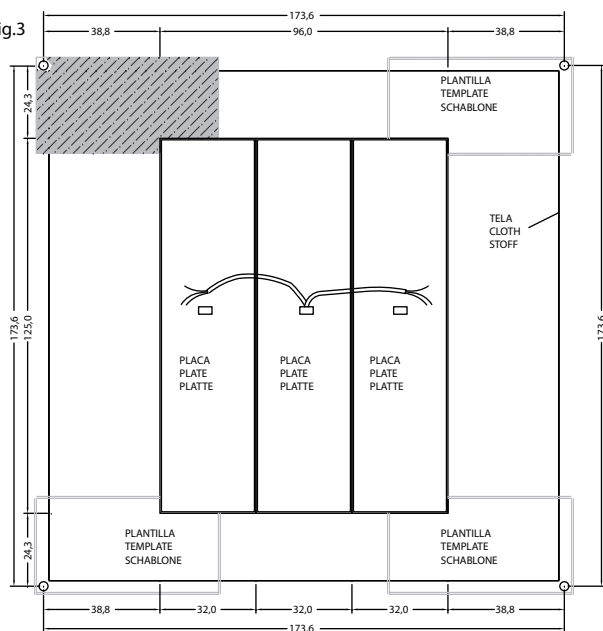 ig.3
173,6
38,8 96,0 38,8
24,3
PLANTILLA
TEMPLATE
SCHABLONE
TELA
CLOTH
STOFF
173,6
125,0
173,6
PLACA
PLATE
PLATTE
PLACA
PLATE
PLATTE
PLACA
PLATE
PLATTE
24,3
PLANTILLA
TEMPLATE
SCHABLONE
PLANTILLA
TEMPLATE
SCHABLONE
38,8 32,0 32,0 32,0 38,8
173,6